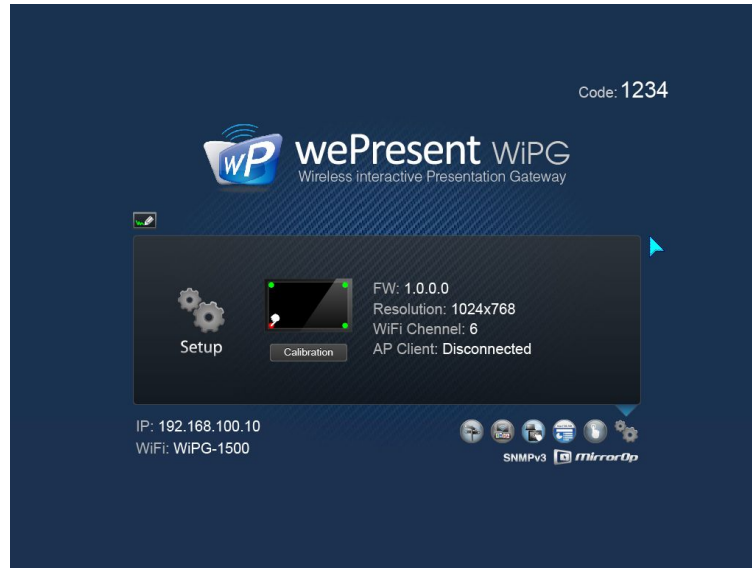 Code: 1234
wP wePresent WiPG
Wireless interactive Presentation Gateway
FW: 1.0.0.0
Resolution: 1024x768
WiFi Chennel: 6
AP Client: Disconnected
Setup
Calibration
IP: 192.168.100.10
WiFi: WiPG-1500
SNMPv3 MirrorOp